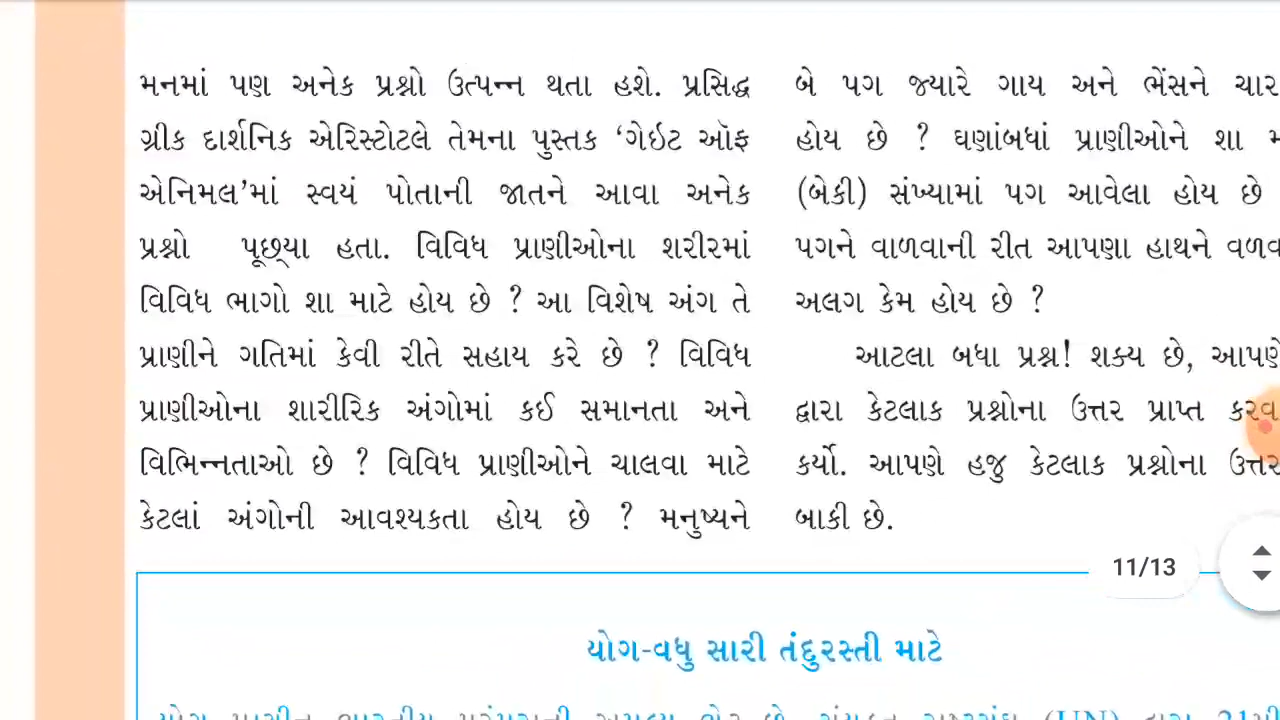 મનમાં પણ અનેક પ્રશ્નો ઉત્પન્ન થતા હશે. પ્રસિદ્ધ
ગ્રીક દાર્શનિક એરિસ્ટોટલે તેમના પુસ્તક ‘ગેઇટ ઑફ
એનિમલ’માં સ્વયં પોતાની જાતને આવા અનેક
પ્રશ્નો પૂછ્યા હતા. વિવિધ પ્રાણીઓના શરીરમાં
વિવિધ ભાગો શા માટે હોય છે ? આ વિશેષ અંગ તે
પ્રાણીને ગતિમાં કેવી રીતે સહાય કરે છે ? વિવિધ
પ્રાણીઓના શારીરિક અંગોમાં કઈ સમાનતા અને
વિભિન્નતાઓ છે ? વિવિધ પ્રાણીઓને ચાલવા માટે
કેટલાં અંગોની આવશ્યકતા હોય છે ? મનુષ્યને
બે પગ જ્યારે ગાય અને ભેંસને ચાર
હોય છે ? ઘણાંબધાં પ્રાણીઓને શા
(બેકી) સંખ્યામાં પગ આવેલા હોય છે
પગને વાળવાની રીત આપણા હાથને
અલગ કેમ હોય છે ?
આટલા બધા પ્રશ્ન! શક્ય છે, આપણે
દ્વારા કેટલાક પ્રશ્નોના ઉત્તર પ્રાપ્ત
કર્યો. આપણે હજુ કેટલાક પ્રશ્નોના ઉત્તર
બાકી છે.
11/13
યોગ-વધુ સારી તંદુરસ્તી માટે